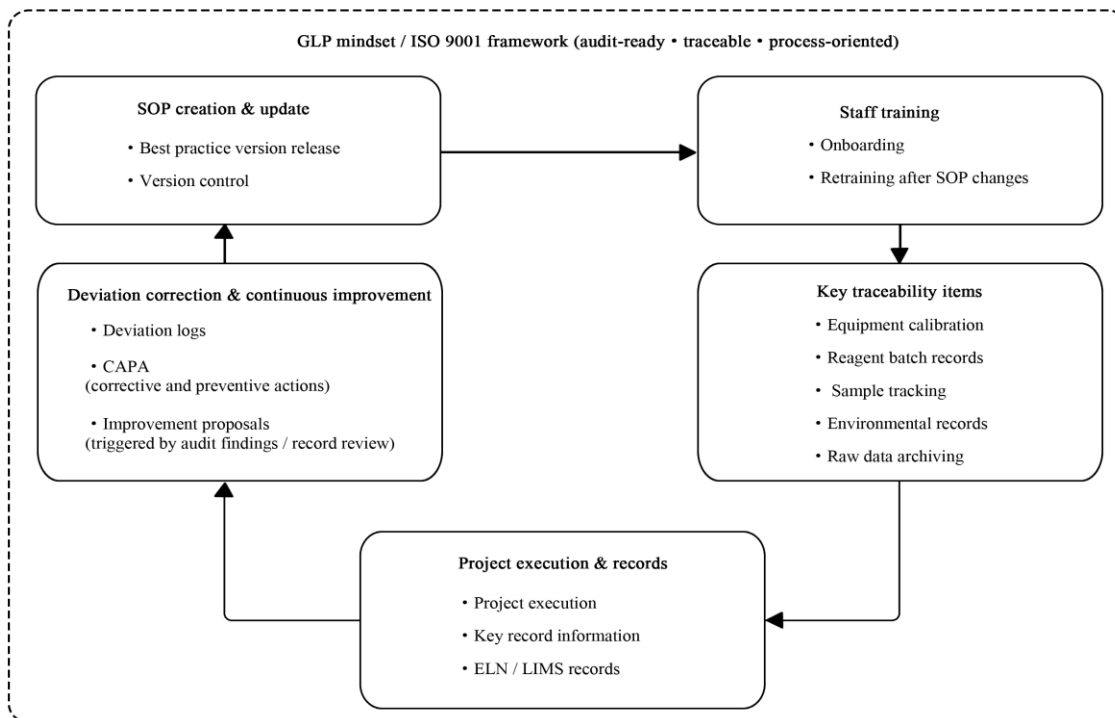 GLP mindset / ISO 9001 framework (audit-ready • traceable • process-oriented)
SOP creation & update
• Best practice version release
• Version control
Staff training
• Onboarding
• Retraining after SOP changes
Deviation correction & continuous improvement
• Deviation logs
• CAPA
(corrective and preventive actions)
• Improvement proposals
(triggered by audit findings / record review)
Key traceability items
• Equipment calibration
• Reagent batch records
• Sample tracking
• Environmental records
• Raw data archiving
Project execution & records
• Project execution
• Key record information
• ELN / LIMS records